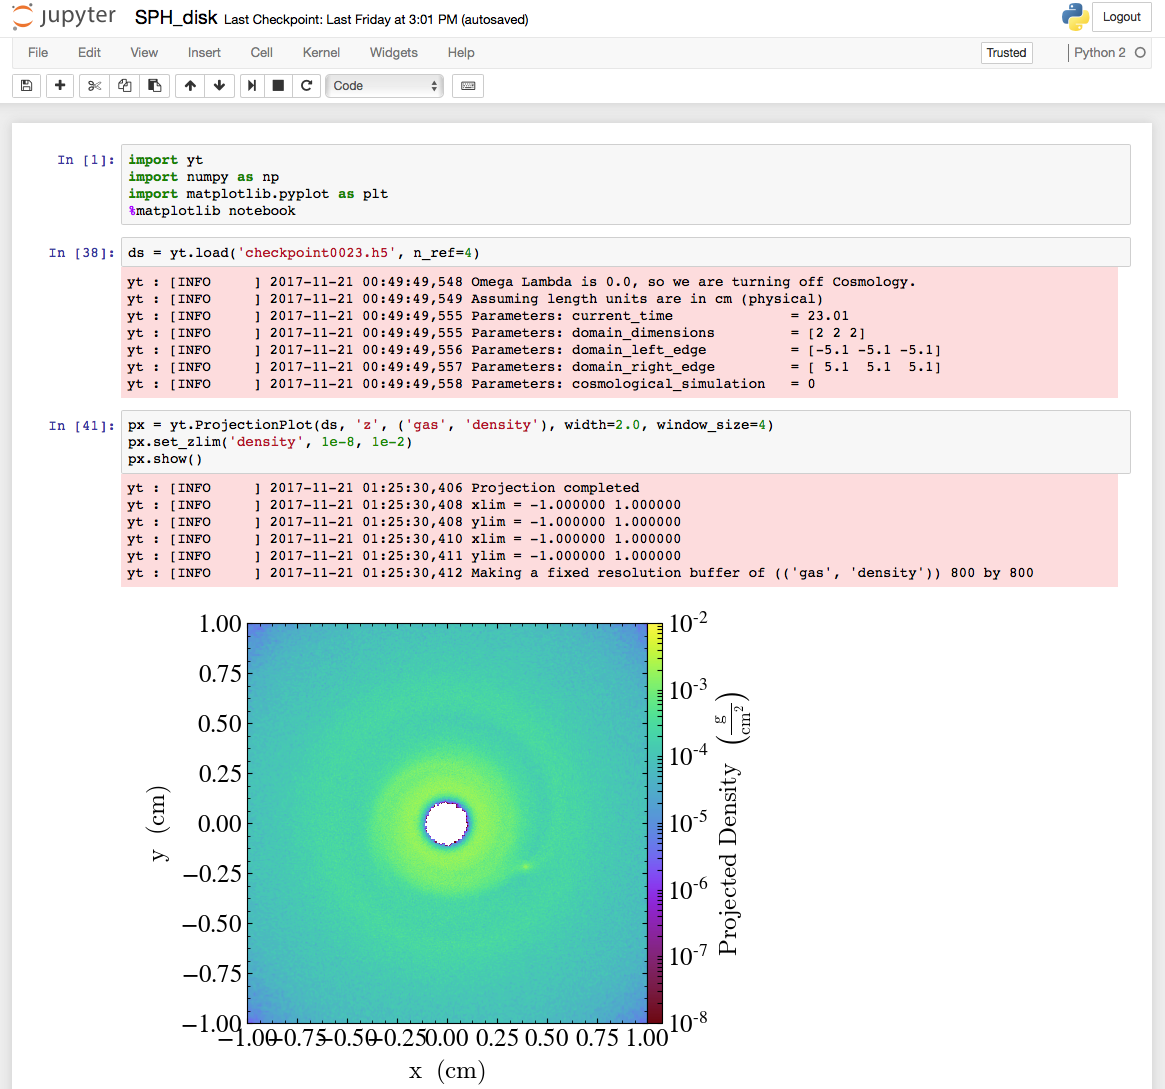 jupyter SPH_disk Last Checkpoint: Last Friday at 3:01 PM (autosaved) Logout
File Edit View Insert Cell Kernel Widgets Help Trusted Python 2
Code
In [1]: import yt
import numpy as np
import matplotlib.pyplot as plt
%matplotlib notebook
In [38]: ds = yt.load('checkpoint0023.h5', n_ref=4)
yt : [INFO     ] 2017-11-21 00:49:49,548 Omega Lambda is 0.0, so we are turning off Cosmology.
yt : [INFO     ] 2017-11-21 00:49:49,549 Assuming length units are in cm (physical)
yt : [INFO     ] 2017-11-21 00:49:49,555 Parameters: current_time              = 23.01
yt : [INFO     ] 2017-11-21 00:49:49,555 Parameters: domain_dimensions         = [2 2 2]
yt : [INFO     ] 2017-11-21 00:49:49,556 Parameters: domain_left_edge          = [-5.1 -5.1 -5.1]
yt : [INFO     ] 2017-11-21 00:49:49,557 Parameters: domain_right_edge         = [ 5.1  5.1  5.1]
yt : [INFO     ] 2017-11-21 00:49:49,558 Parameters: cosmological_simulation   = 0
In [41]: px = yt.ProjectionPlot(ds, 'z', ('gas', 'density'), width=2.0, window_size=4)
px.set_zlim('density', 1e-8, 1e-2)
px.show()
yt : [INFO     ] 2017-11-21 01:25:30,406 Projection completed
yt : [INFO     ] 2017-11-21 01:25:30,408 xlim = -1.000000 1.000000
yt : [INFO     ] 2017-11-21 01:25:30,408 ylim = -1.000000 1.000000
yt : [INFO     ] 2017-11-21 01:25:30,410 xlim = -1.000000 1.000000
yt : [INFO     ] 2017-11-21 01:25:30,411 ylim = -1.000000 1.000000
yt : [INFO     ] 2017-11-21 01:25:30,412 Making a fixed resolution buffer of (('gas', 'density')) 800 by 800
1.00
0.75
0.50
0.25
0.00
−0.25
−0.50
−0.75
−1.00
y (cm)
−1.00 −0.75 −0.50 −0.25 0.00 0.25 0.50 0.75 1.00
x (cm)
10⁻²
10⁻³
10⁻⁴
10⁻⁵
10⁻⁶
10⁻⁷
10⁻⁸
Projected Density (g/cm²)